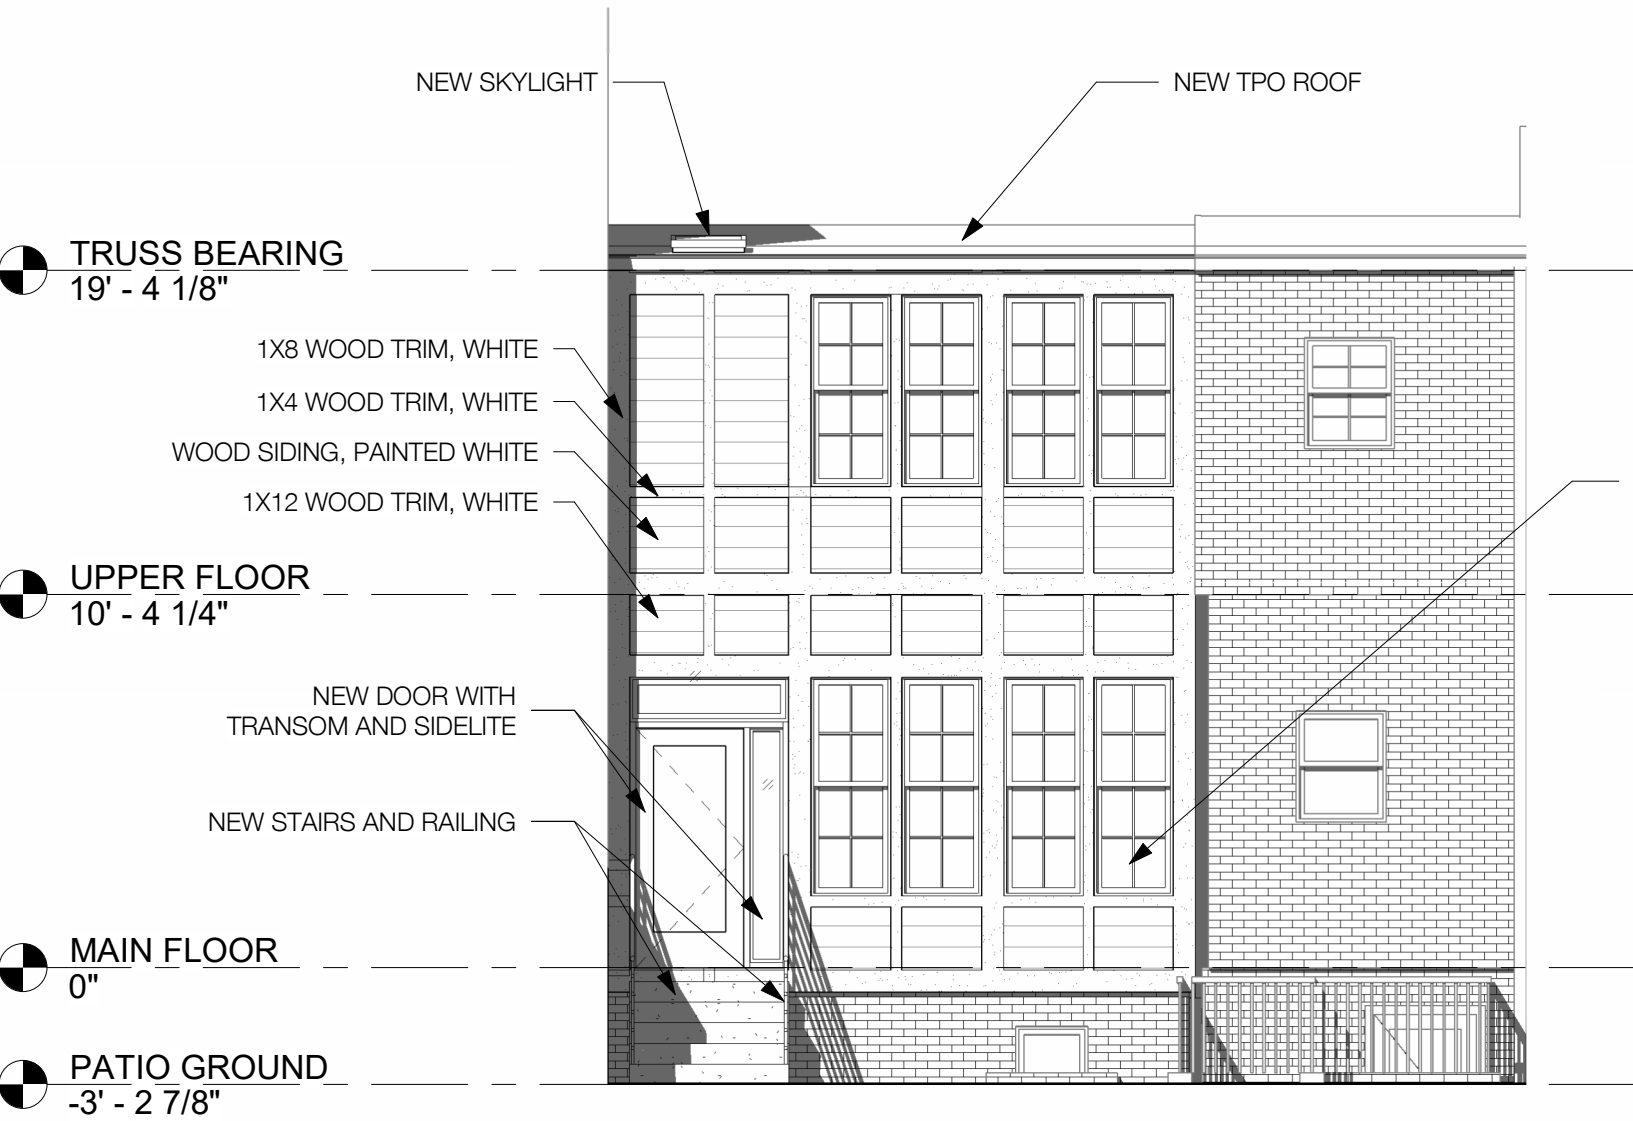 NEW SKYLIGHT
NEW TPO ROOF
TRUSS BEARING
19' - 4 1/8"
1X8 WOOD TRIM, WHITE
1X4 WOOD TRIM, WHITE
WOOD SIDING, PAINTED WHITE
1X12 WOOD TRIM, WHITE
UPPER FLOOR
10' - 4 1/4"
NEW DOOR WITH
TRANSOM AND SIDELITE
NEW STAIRS AND RAILING
MAIN FLOOR
0"
PATIO GROUND
-3' - 2 7/8"